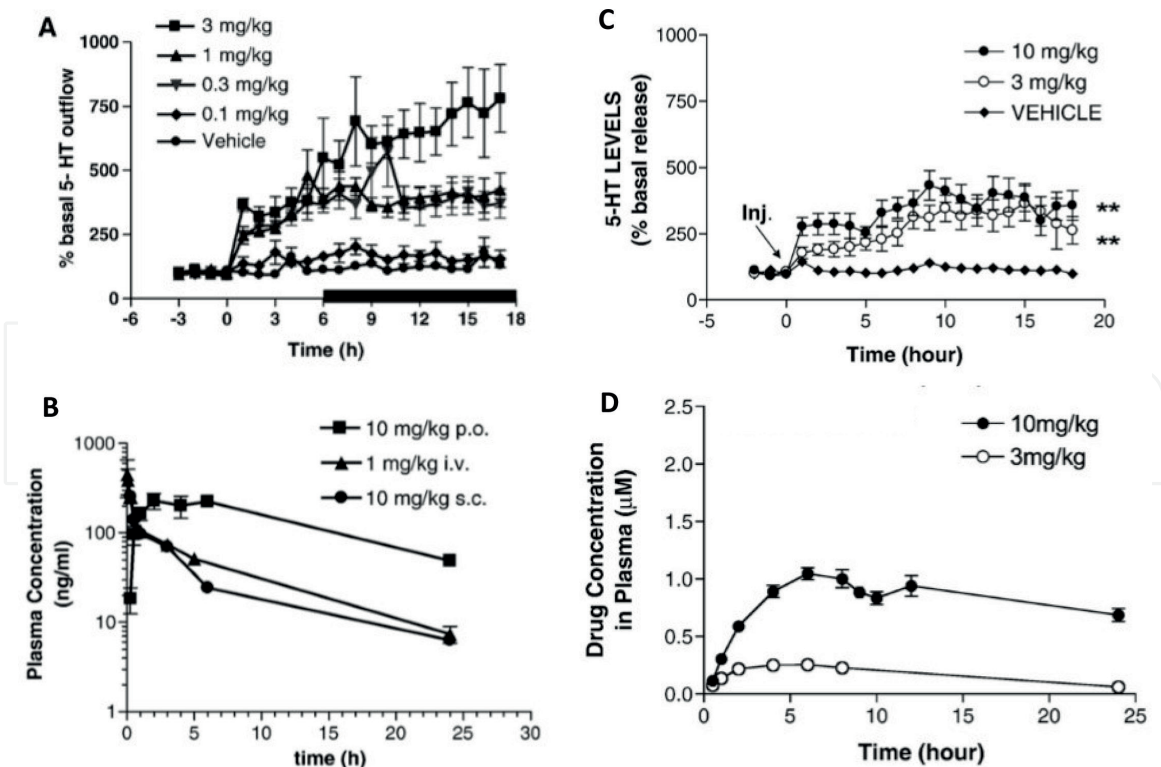 A
3 mg/kg
1 mg/kg
0.3 mg/kg
0.1 mg/kg
Vehicle
% basal 5- HT outflow
1000
750
500
250
0
-6
-3
0
3
6
9
12
15
18
Time (h)
C
10 mg/kg
3 mg/kg
VEHICLE
5-HT LEVELS
(% basal release)
1000
750
500
250
0
Inj.
**
**
-5
0
5
10
15
20
Time (hour)
B
10 mg/kg p.o.
1 mg/kg i.v.
10 mg/kg s.c.
Plasma Concentration
(ng/ml)
1000
100
10
1
0
5
10
15
20
25
30
time (h)
D
10mg/kg
3mg/kg
Drug Concentration
in Plasma (μM)
2.5
2.0
1.5
1.0
0.5
0.0
0
5
10
15
20
25
Time (hour)